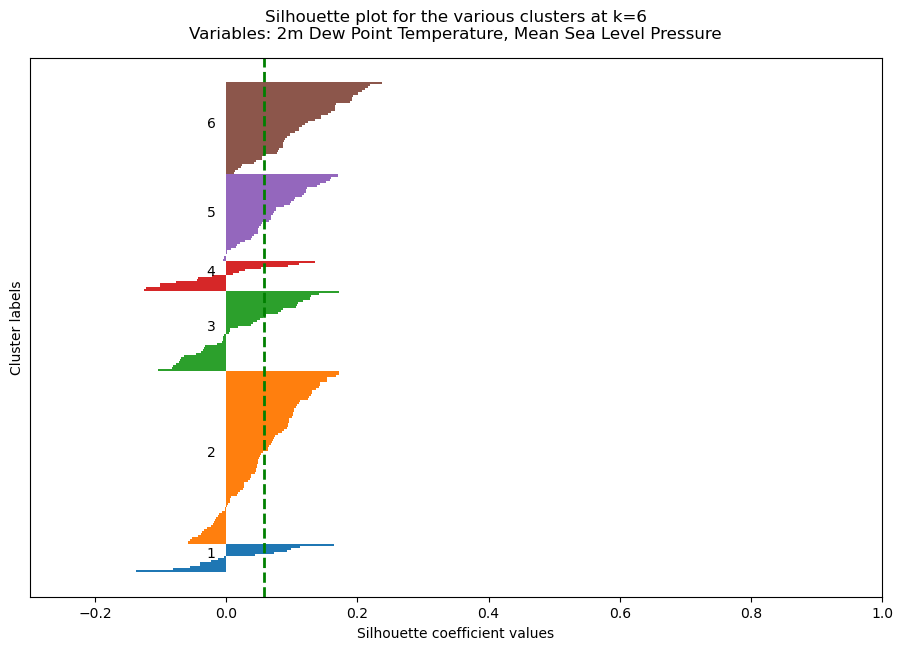 Silhouette plot for the various clusters at k=6
Variables: 2m Dew Point Temperature, Mean Sea Level Pressure
6
5
4
3
2
1
Cluster labels
−0.2 0.0 0.2 0.4 0.6 0.8 1.0
Silhouette coefficient values